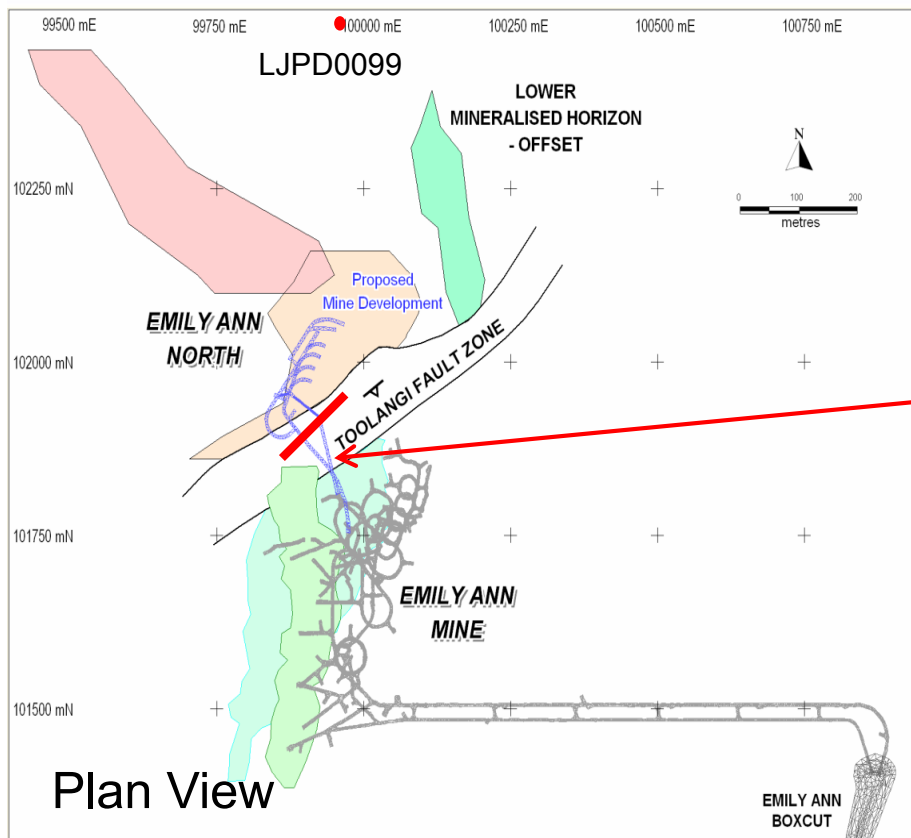 99500 mE 99750 mE 100000 mE 100250 mE 100500 mE 100750 mE
LJPD0099
LOWER
MINERALISED HORIZON
- OFFSET
N
102250 mN
0 100 200
metres
Proposed
Mine Development
EMILY ANN
NORTH
102000 mN
TOOLANGI FAULT ZONE
101750 mN
EMILY ANN
MINE
101500 mN
Plan View
EMILY ANN
BOXCUT